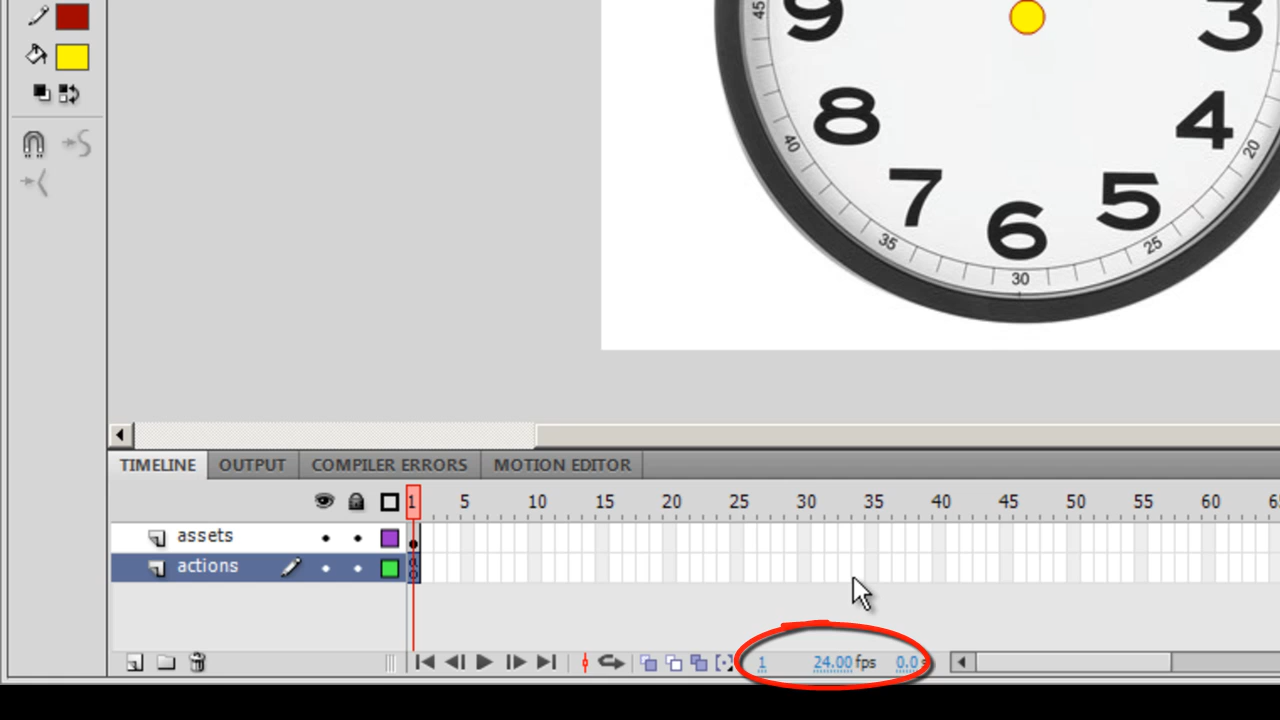 45 9 3
8 4
40 20
7 5
6
35 25
30
TIMELINE OUTPUT COMPILER ERRORS MOTION EDITOR
1 5 10 15 20 25 30 35 40 45 50 55 60
assets
actions
1 24.00 fps 0.0 s